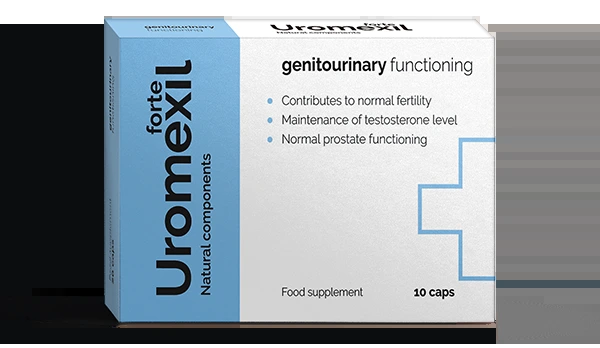 genitourinary
functioning
Uromexil
forte
Natural components
Uromexil
forte
Natural components
genitourinary functioning
Contributes to normal fertility
Maintenance of testosterone level
Normal prostate functioning
Food supplement
10 caps